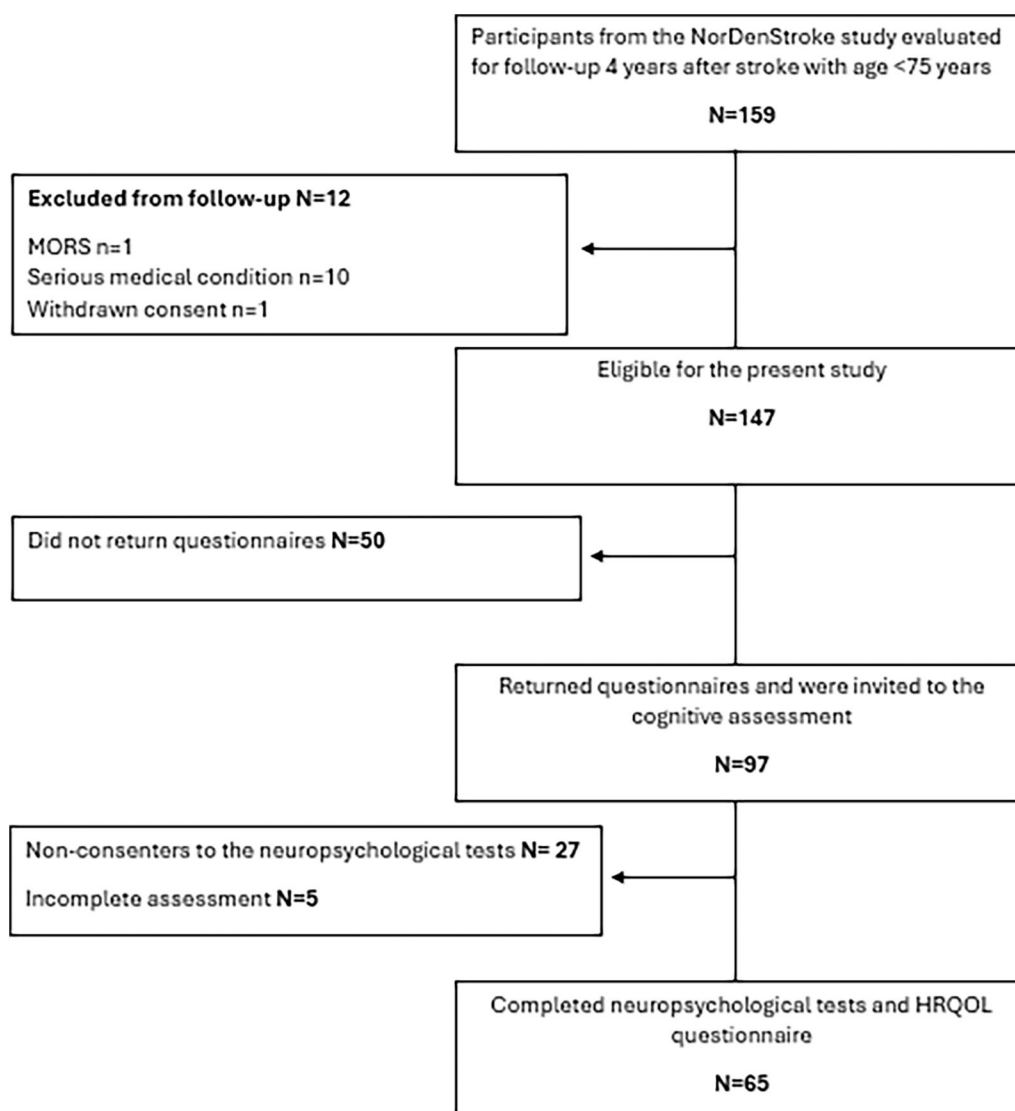 Participants from the NorDenStroke study evaluated
for follow-up 4 years after stroke with age <75 years
N=159
Excluded from follow-up N=12
MORS n=1
Serious medical condition n=10
Withdrawn consent n=1
Eligible for the present study
N=147
Did not return questionnaires N=50
Returned questionnaires and were invited to the
cognitive assessment
N=97
Non-consenters to the neuropsychological tests N= 27
Incomplete assessment N=5
Completed neuropsychological tests and HRQOL
questionnaire
N=65